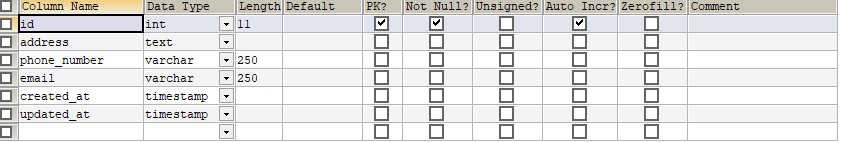 Column Name Data Type Length Default PK? Not Null? Unsigned? Auto Incr? Zerofill? Comment
id int 11
address text
phone_number varchar 250
email varchar 250
created_at timestamp
updated_at timestamp